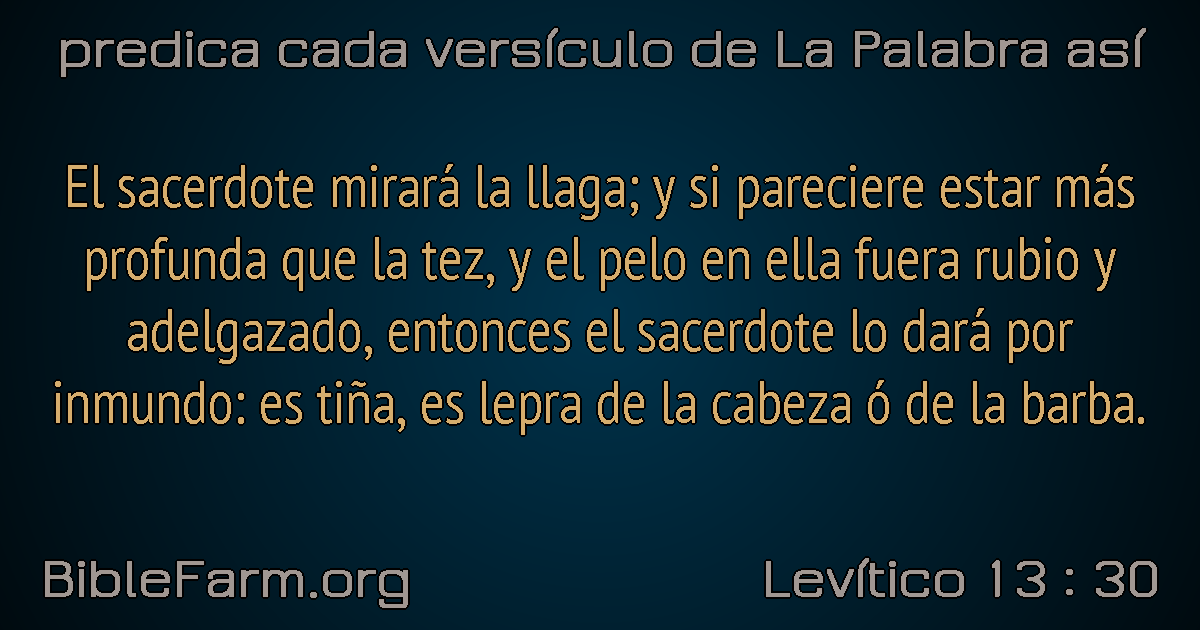 predica cada versículo de La Palabra así
El sacerdote mirará la llaga; y si pareciere estar más
profunda que la tez, y el pelo en ella fuera rubio y
adelgazado, entonces el sacerdote lo dará por
inmundo: es tiña, es lepra de la cabeza ó de la barba.
BibleFarm.org
Levítico 13 : 30